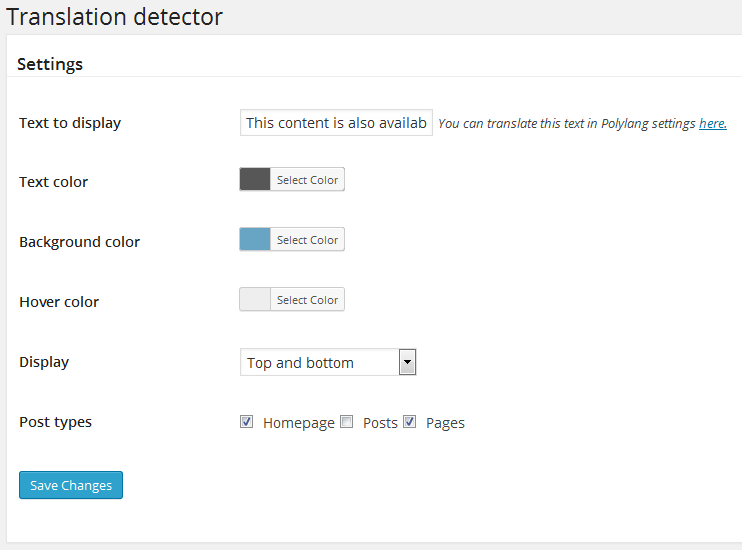 Translation detector
Settings
Text to display This content is also availab You can translate this text in Polylang settings here.
Text color Select Color
Background color Select Color
Hover color Select Color
Display Top and bottom
Post types Homepage Posts Pages
Save Changes